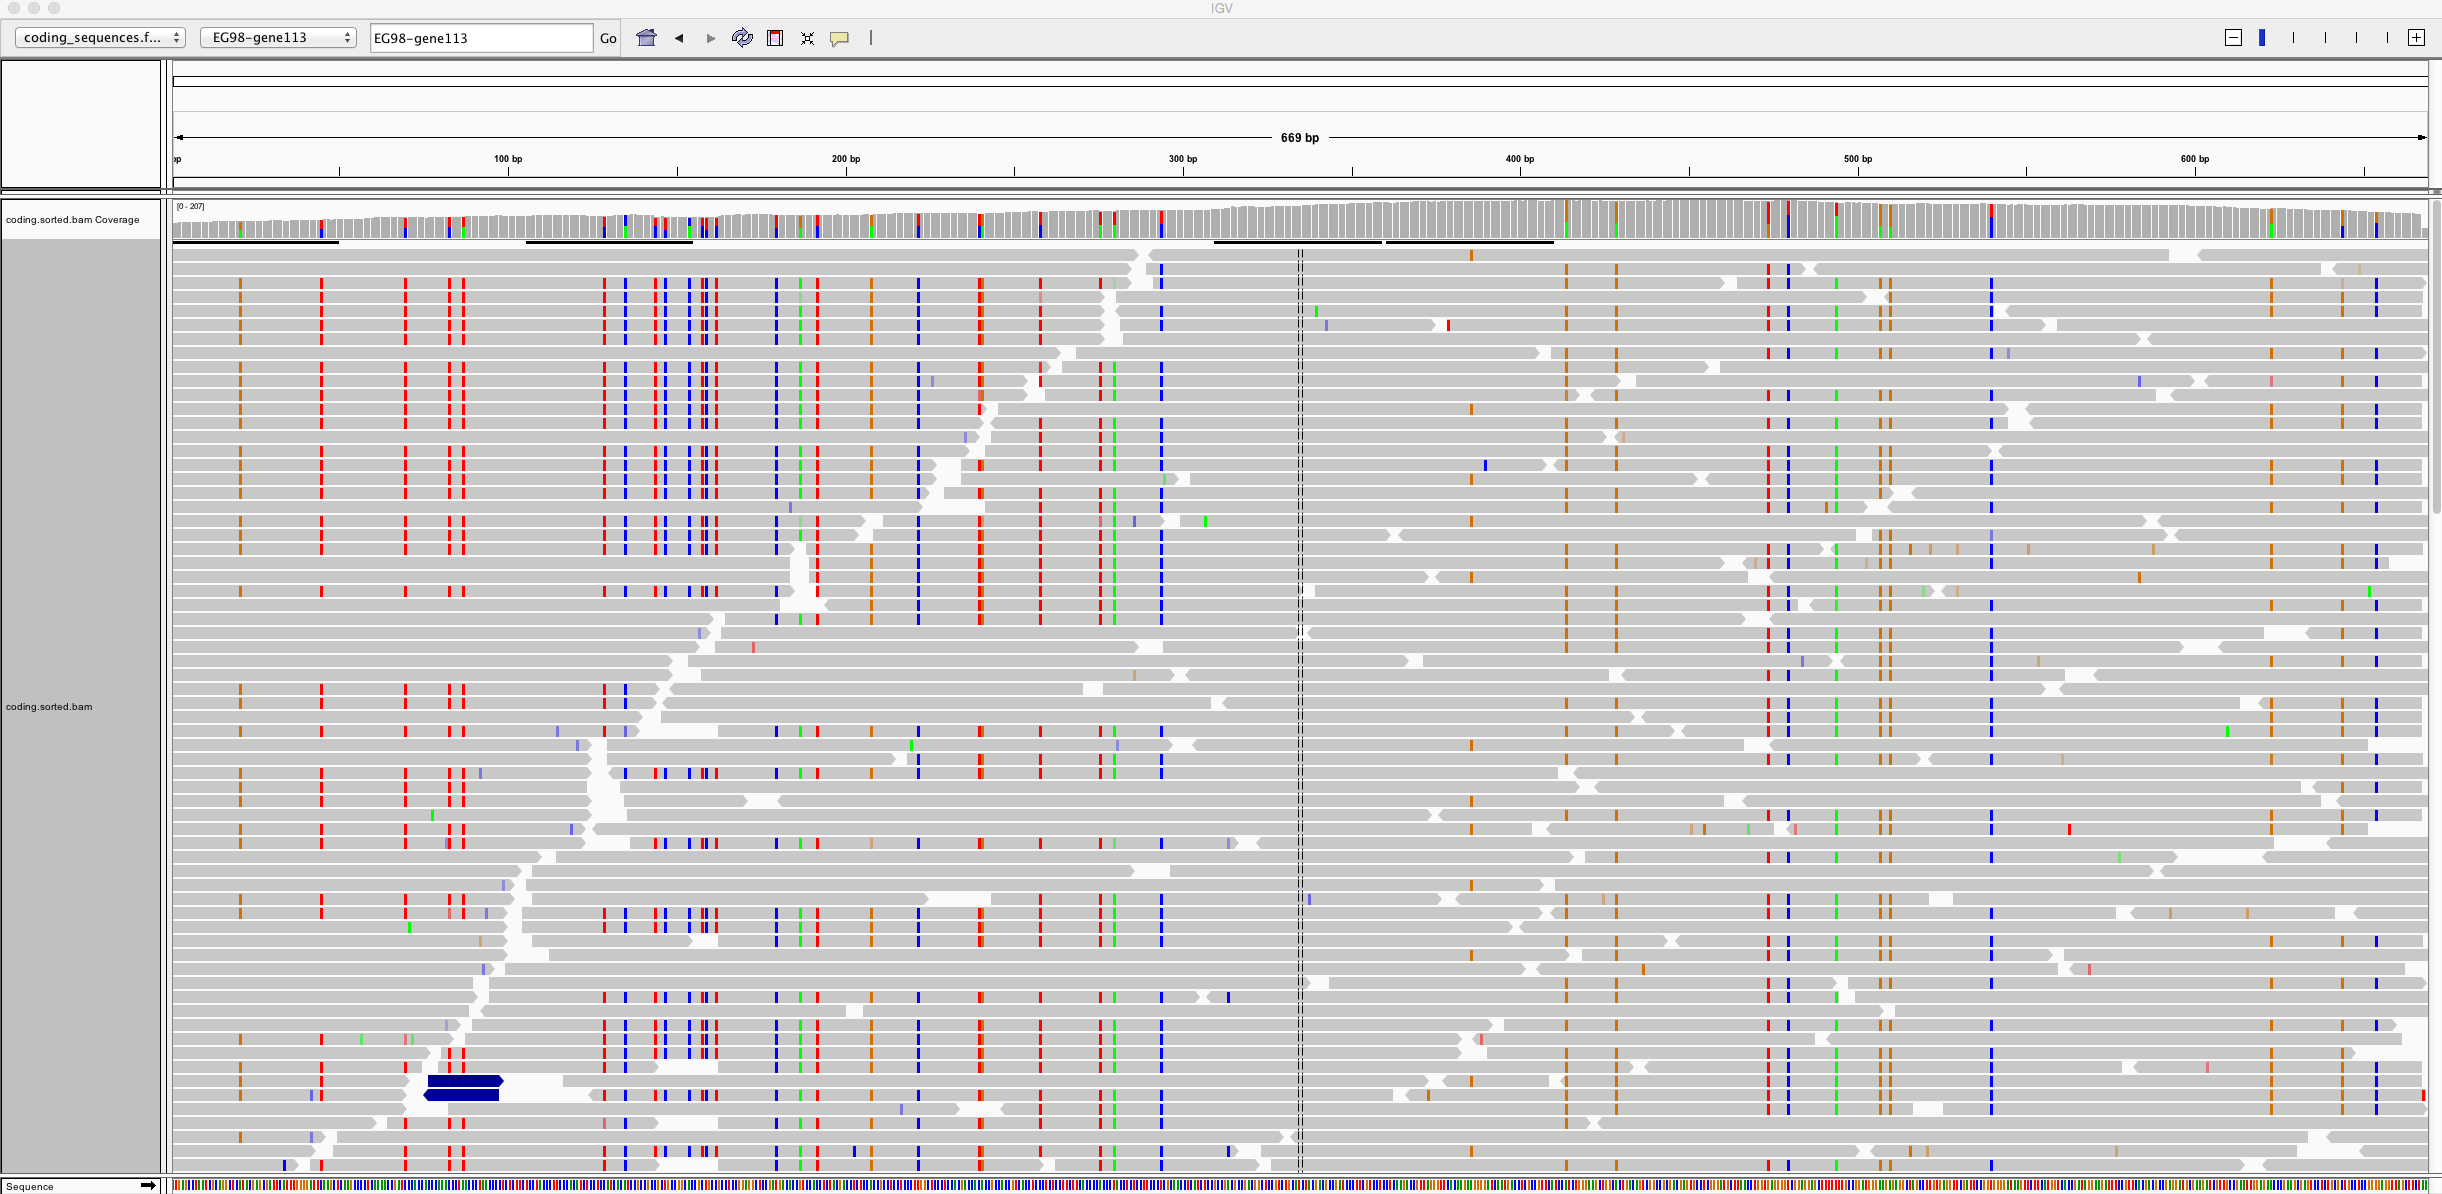 IGV
coding_sequences.f... EG98-gene113 EG98-gene113 Go
669 bp
bp 100 bp 200 bp 300 bp 400 bp 500 bp 600 bp
[0 - 207]
coding.sorted.bam Coverage
coding.sorted.bam
Sequence